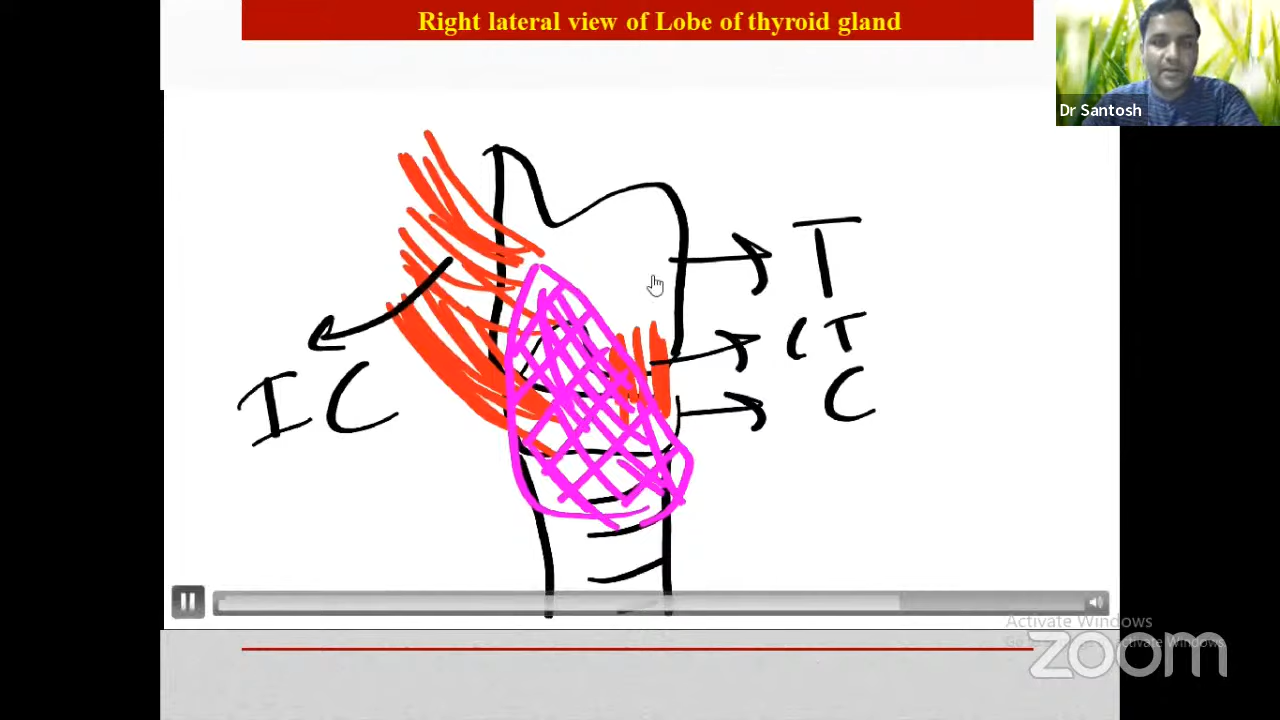 Right lateral view of Lobe of thyroid gland
Dr Santosh
T
CT
C
IC
Activate Windows
zoom